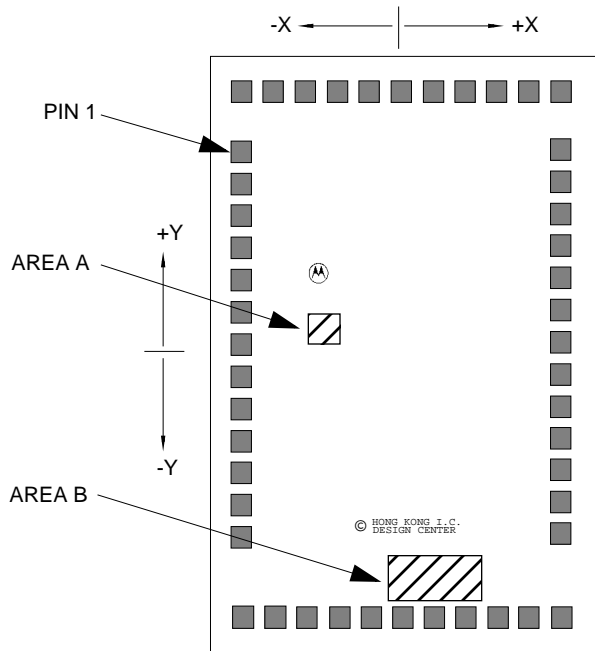 -X
+X
PIN 1
+Y
AREA A
-Y
AREA B
© HONG KONG I.C.
DESIGN CENTER